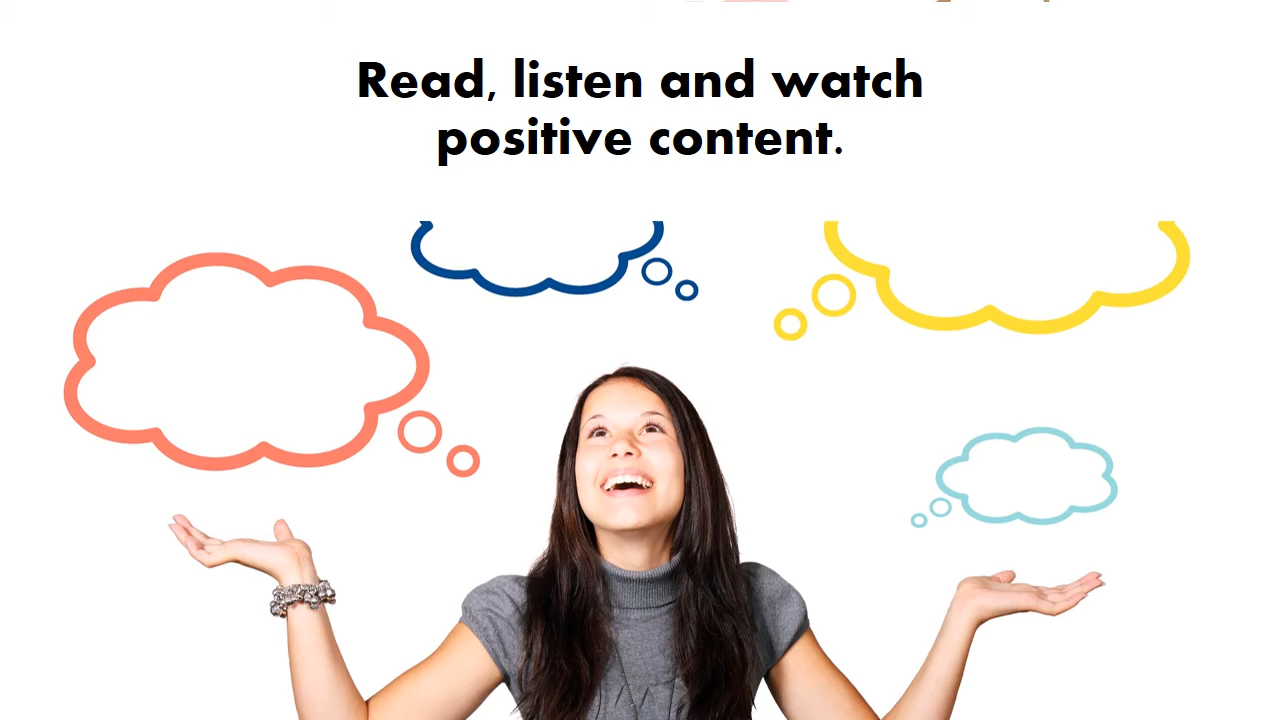 Read, listen and watch
positive content.